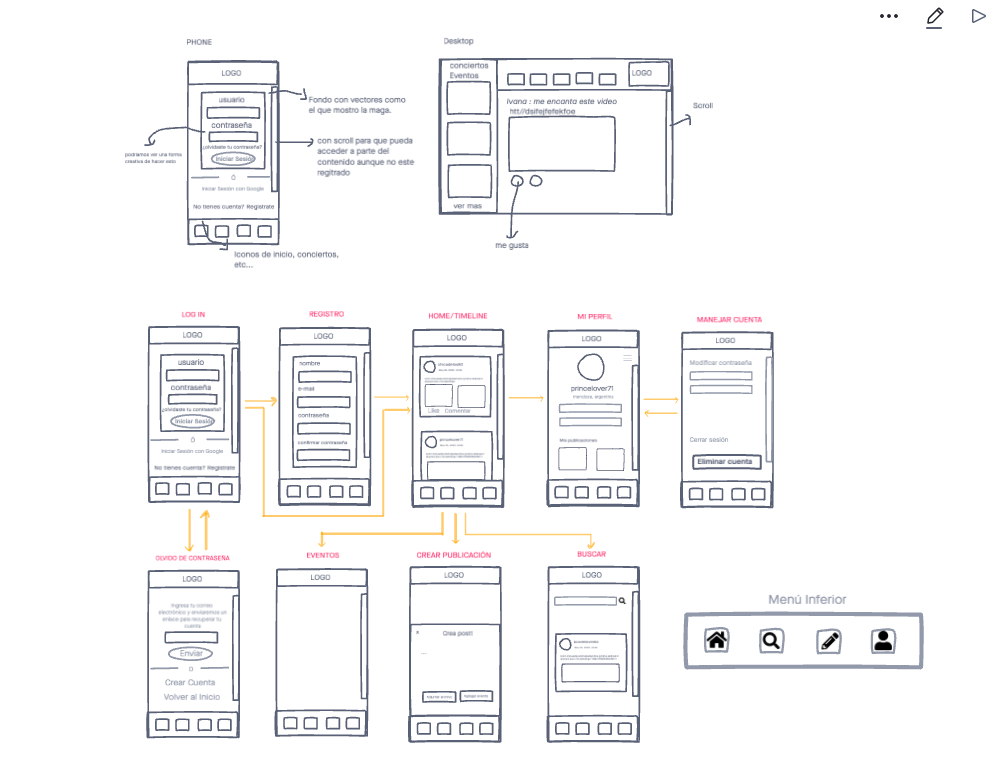 PHONE
LOGO
usuario
contraseña
¿olvidaste tu contraseña?
Iniciar Sesión
O
Iniciar Sesión con Google
No tienes cuenta? Registrate
Fondo con vectores como
el que mostro la maga.
con scroll para que pueda
acceder a parte del
contenido aunque no este
regitrado
podriamos ver una forma
creativa de hacer esto
Iconos de inicio, conciertos,
etc...
Desktop
conciertos
Eventos
ver mas
LOGO
Ivana : me encanta este video
Scroll
me gusta
LOG IN
LOGO
usuario
contraseña
¿olvidaste tu contraseña?
Iniciar Sesión
O
Iniciar Sesión con Google
No tienes cuenta? Registrate
REGISTRO
LOGO
nombre
e-mail
contraseña
confirmar contraseña
HOME/TIMELINE
LOGO
princelover71
Like Comentar
princelover71
MI PERFIL
LOGO
princelover71
mendoza, argentina
Mis publicaciones
MANEJAR CUENTA
LOGO
Modificar contraseña
Cerrar sesión
Eliminar cuenta
OLVIDO DE CONTRASEÑA
LOGO
Ingresa tu correo
electrónico y enviaremos un
enlace para recuperar tu
cuenta
Enviar
O
Crear Cuenta
Volver al Inicio
EVENTOS
LOGO
CREAR PUBLICACIÓN
LOGO
x
Crea post!
BUSCAR
LOGO
Menú Inferior